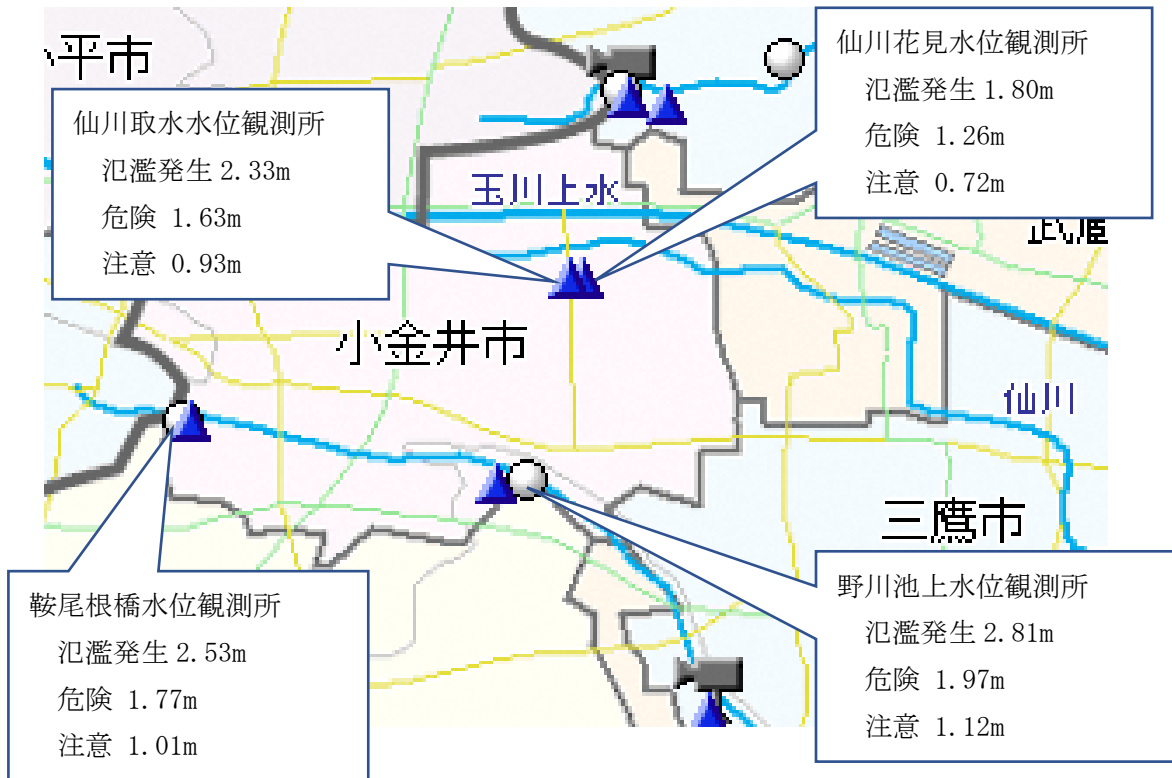 小平市
仙川取水水位観測所
氾濫発生 2.33m
危険 1.63m
注意 0.93m
仙川花見水位観測所
氾濫発生 1.80m
危険 1.26m
注意 0.72m
玉川上水
武蔵
小金井市
仙川
三鷹市
鞍尾根橋水位観測所
氾濫発生 2.53m
危険 1.77m
注意 1.01m
野川池上水位観測所
氾濫発生 2.81m
危険 1.97m
注意 1.12m